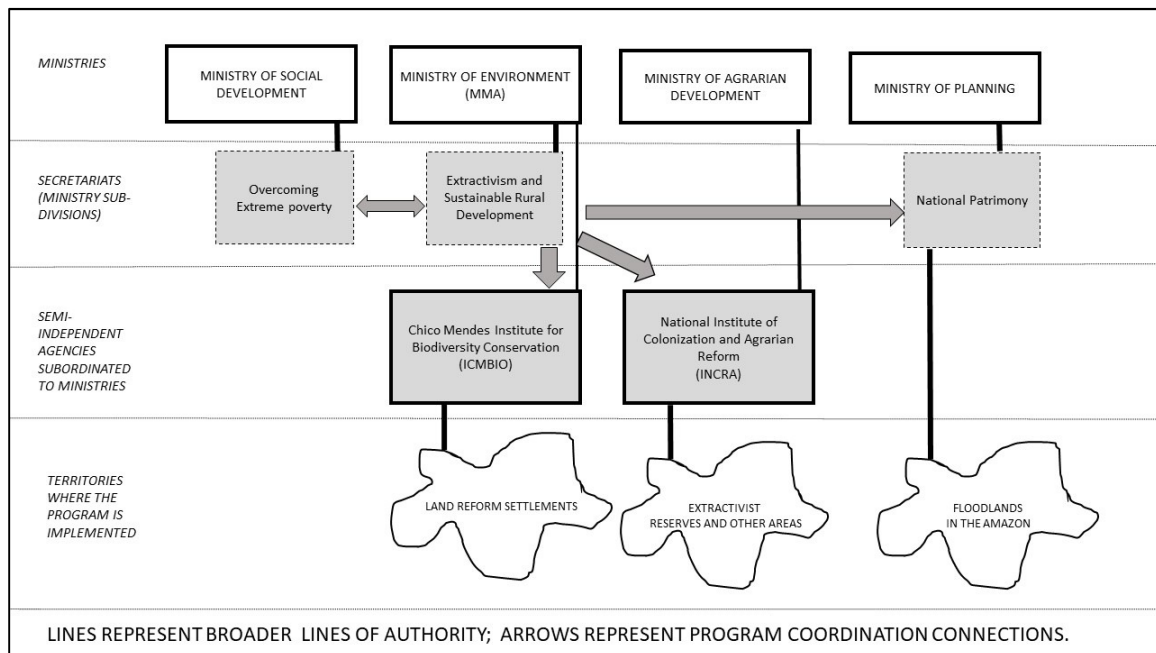 MINISTRIES
MINISTRY OF SOCIAL
DEVELOPMENT
MINISTRY OF ENVIRONMENT
(MMA)
MINISTRY OF AGRARIAN
DEVELOPMENT
MINISTRY OF PLANNING
SECRETARIATS
(MINISTRY SUB-
DIVISIONS)
Overcoming
Extreme poverty
Extractivism and
Sustainable Rural
Development
National Patrimony
SEMI-
INDEPENDENT
AGENCIES
SUBORDINATED
TO MINISTRIES
Chico Mendes Institute for
Biodiversity Conservation
(ICMBIO)
National Institute of
Colonization and Agrarian
Reform
(INCRA)
TERRITORIES
WHERE THE
PROGRAM IS
IMPLEMENTED
LAND REFORM SETTLEMENTS
EXTRACTIVIST
RESERVES AND OTHER AREAS
FLOODLANDS
IN THE AMAZON
LINES REPRESENT BROADER LINES OF AUTHORITY; ARROWS REPRESENT PROGRAM COORDINATION CONNECTIONS.